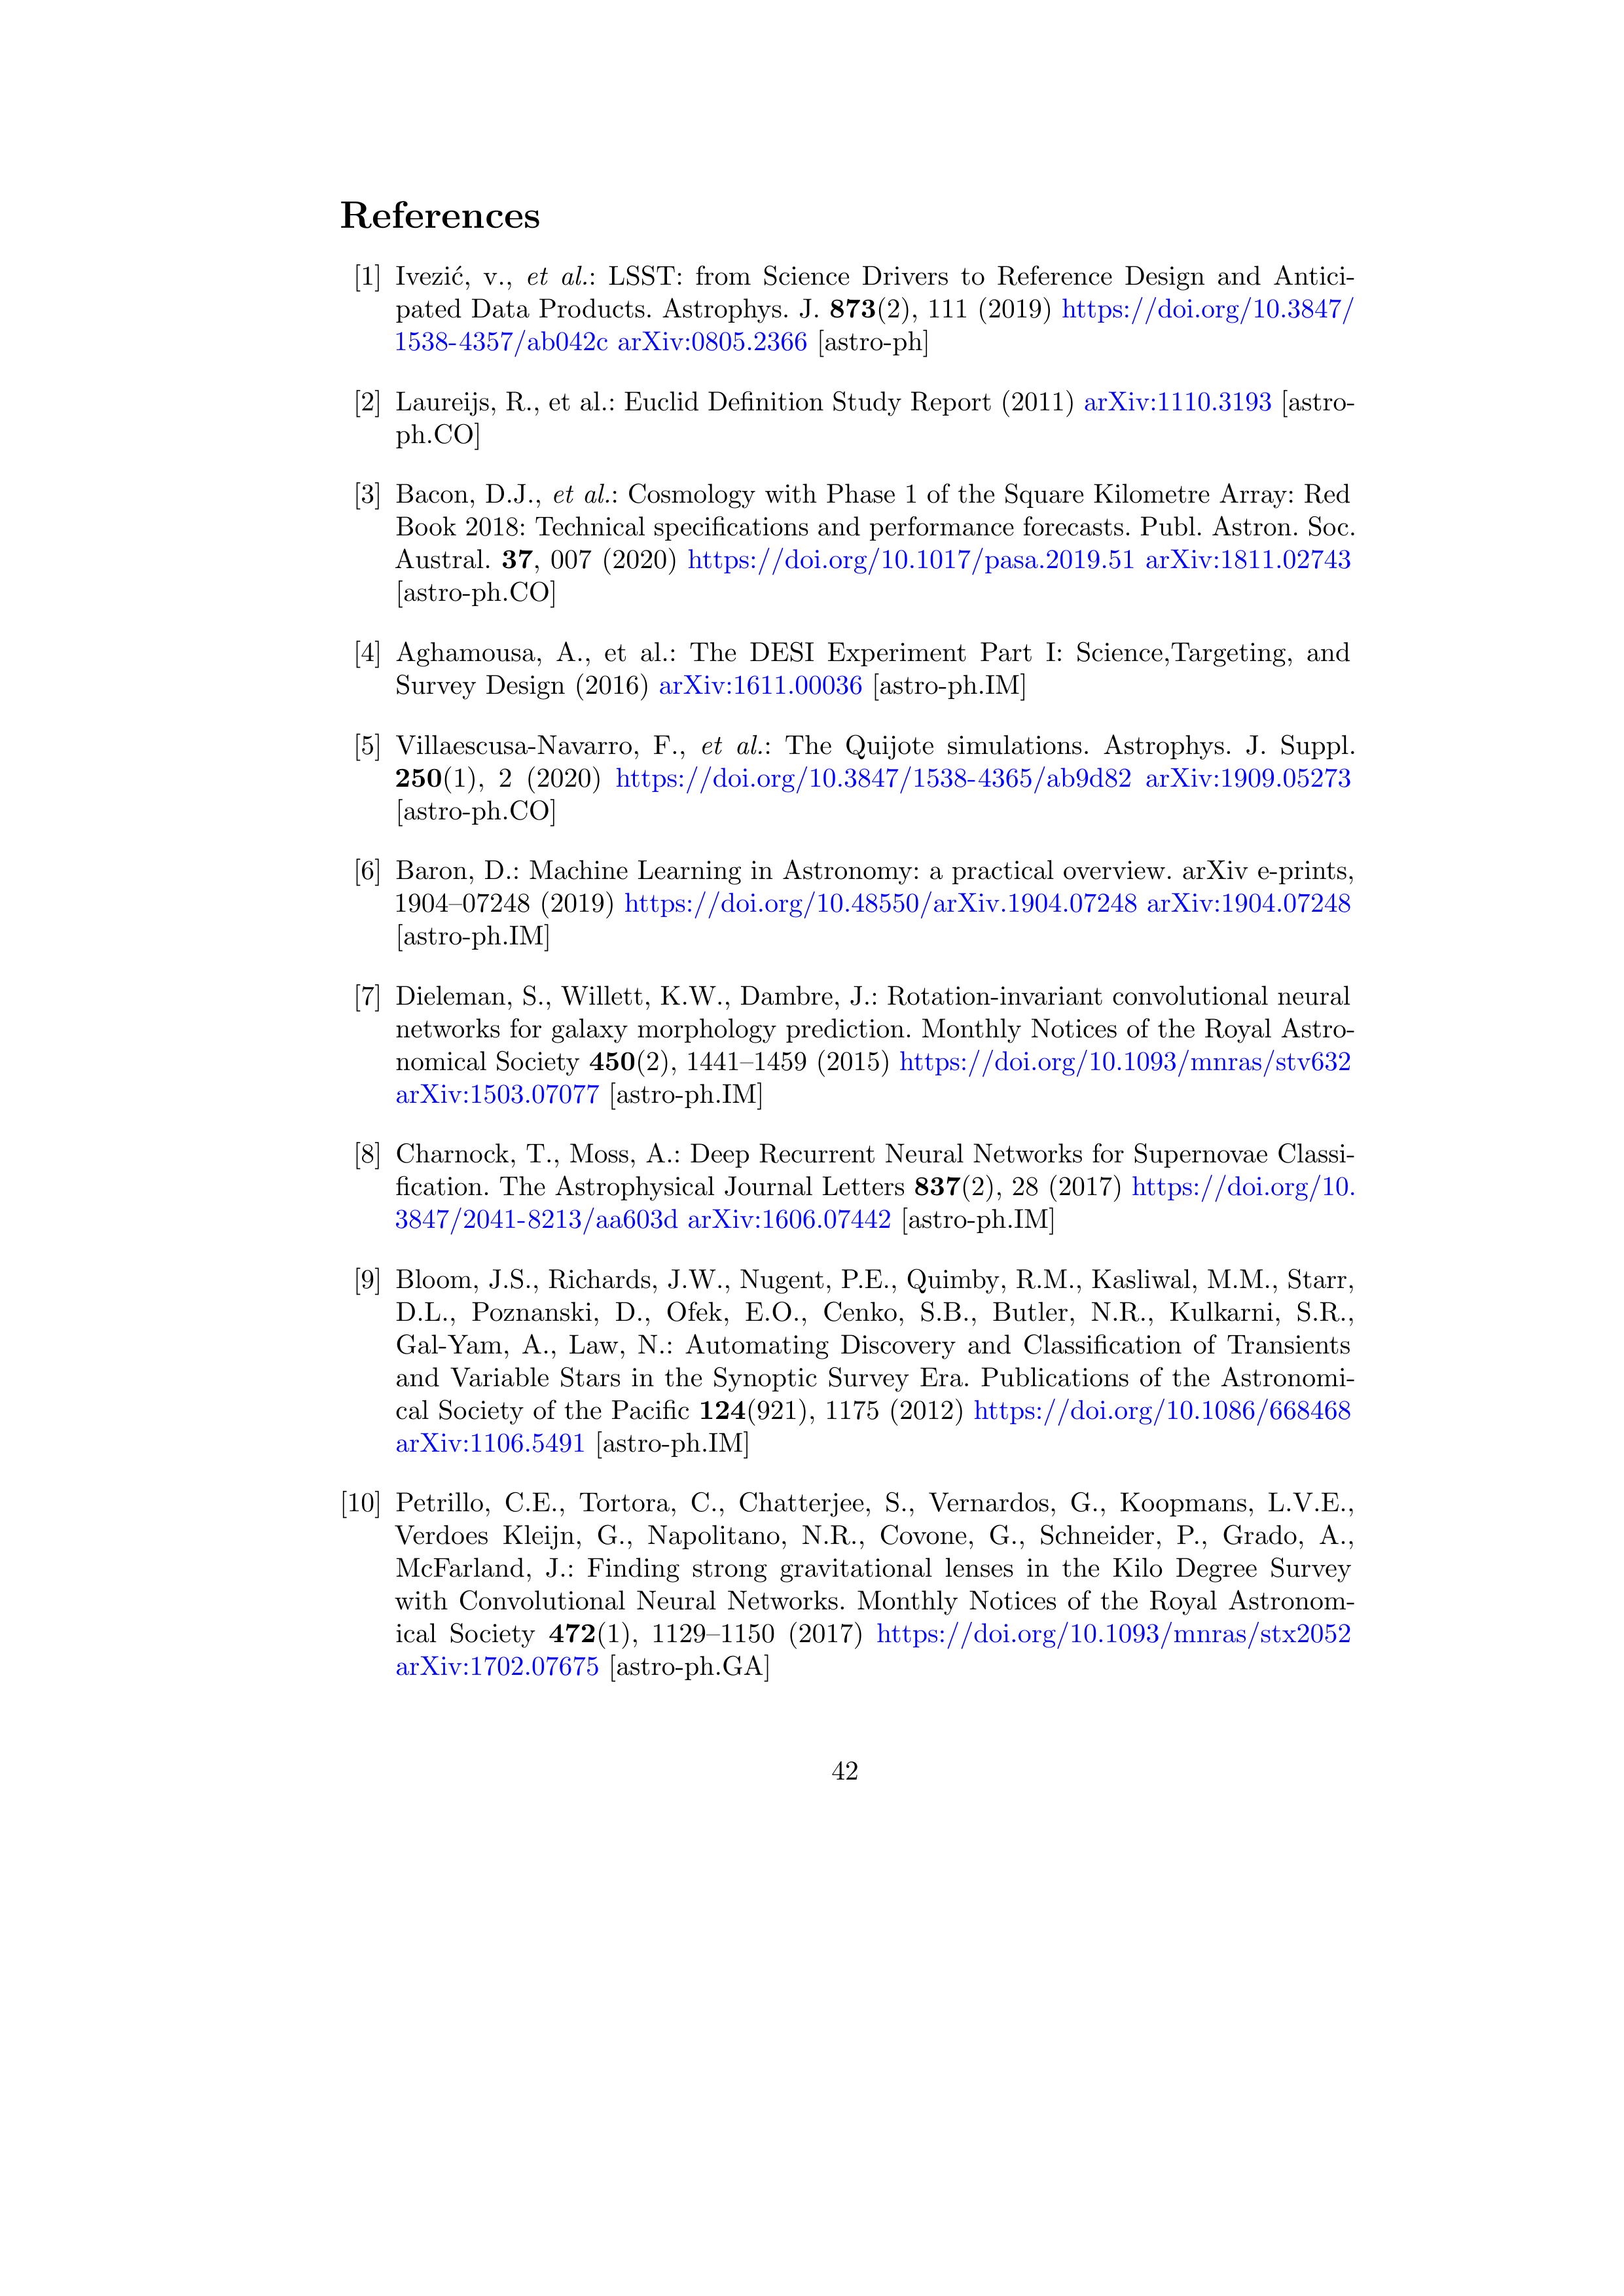 References
[1] Ivezić, v., et al.: LSST: from Science Drivers to Reference Design and Antici-
pated Data Products. Astrophys. J. 873(2), 111 (2019) https://doi.org/10.3847/
1538-4357/ab042c arXiv:0805.2366 [astro-ph]
[2] Laureijs, R., et al.: Euclid Definition Study Report (2011) arXiv:1110.3193 [astro-
ph.CO]
[3] Bacon, D.J., et al.: Cosmology with Phase 1 of the Square Kilometre Array: Red
Book 2018: Technical specifications and performance forecasts. Publ. Astron. Soc.
Austral. 37, 007 (2020) https://doi.org/10.1017/pasa.2019.51 arXiv:1811.02743
[astro-ph.CO]
[4] Aghamousa, A., et al.: The DESI Experiment Part I: Science,Targeting, and
Survey Design (2016) arXiv:1611.00036 [astro-ph.IM]
[5] Villaescusa-Navarro, F., et al.: The Quijote simulations. Astrophys. J. Suppl.
250(1), 2 (2020) https://doi.org/10.3847/1538-4365/ab9d82 arXiv:1909.05273
[astro-ph.CO]
[6] Baron, D.: Machine Learning in Astronomy: a practical overview. arXiv e-prints,
1904–07248 (2019) https://doi.org/10.48550/arXiv.1904.07248 arXiv:1904.07248
[astro-ph.IM]
[7] Dieleman, S., Willett, K.W., Dambre, J.: Rotation-invariant convolutional neural
networks for galaxy morphology prediction. Monthly Notices of the Royal Astro-
nomical Society 450(2), 1441–1459 (2015) https://doi.org/10.1093/mnras/stv632
arXiv:1503.07077 [astro-ph.IM]
[8] Charnock, T., Moss, A.: Deep Recurrent Neural Networks for Supernovae Classi-
fication. The Astrophysical Journal Letters 837(2), 28 (2017) https://doi.org/10.
3847/2041-8213/aa603d arXiv:1606.07442 [astro-ph.IM]
[9] Bloom, J.S., Richards, J.W., Nugent, P.E., Quimby, R.M., Kasliwal, M.M., Starr,
D.L., Poznanski, D., Ofek, E.O., Cenko, S.B., Butler, N.R., Kulkarni, S.R.,
Gal-Yam, A., Law, N.: Automating Discovery and Classification of Transients
and Variable Stars in the Synoptic Survey Era. Publications of the Astronomi-
cal Society of the Pacific 124(921), 1175 (2012) https://doi.org/10.1086/668468
arXiv:1106.5491 [astro-ph.IM]
[10] Petrillo, C.E., Tortora, C., Chatterjee, S., Vernardos, G., Koopmans, L.V.E.,
Verdoes Kleijn, G., Napolitano, N.R., Covone, G., Schneider, P., Grado, A.,
McFarland, J.: Finding strong gravitational lenses in the Kilo Degree Survey
with Convolutional Neural Networks. Monthly Notices of the Royal Astronom-
ical Society 472(1), 1129–1150 (2017) https://doi.org/10.1093/mnras/stx2052
arXiv:1702.07675 [astro-ph.GA]
42